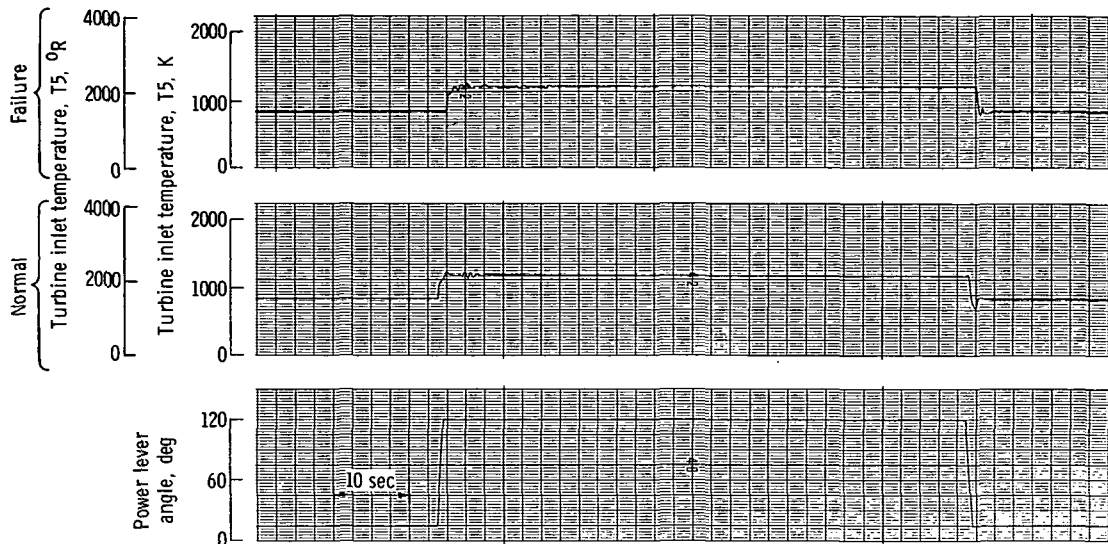 Failure
Turbine inlet temperature, T5, °R
4000
2000
0
Turbine inlet temperature, T5, K
2000
1000
0
Normal
Turbine inlet temperature, T5, °R
4000
2000
0
Turbine inlet temperature, T5, K
2000
1000
0
Power lever
angle, deg
120
60
0
10 sec